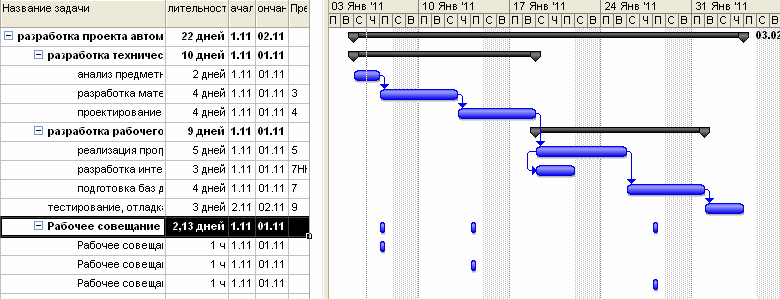 Название задачи лительност ачал ончан Пре 03 Янв '11 10 Янв '11 17 Янв '11 24 Янв '11 31 Янв '11
П В С Ч П С В П В С Ч П С В П В С Ч П С В П В С Ч П С В П В С Ч П С В
разработка проекта автом 22 дней 1.11 02.11 03.02
разработка техничес 10 дней 1.11 01.11
анализ предметн 2 дней 1.11 01.11
разработка мате 4 дней 1.11 01.11 3
проектирование 4 дней 1.11 01.11 4
разработка рабочего 9 дней 1.11 01.11
реализация прог 5 дней 1.11 01.11 5
разработка инте 3 дней 1.11 01.11 7НН
подготовка баз д 4 дней 1.11 01.11 7
тестирование, отладка 3 дней 2.11 02.11 9
Рабочее совещание 2,13 дней 1.11 01.11
Рабочее совеща 1 ч 1.11 01.11
Рабочее совеща 1 ч 1.11 01.11
Рабочее совеща 1 ч 1.11 01.11